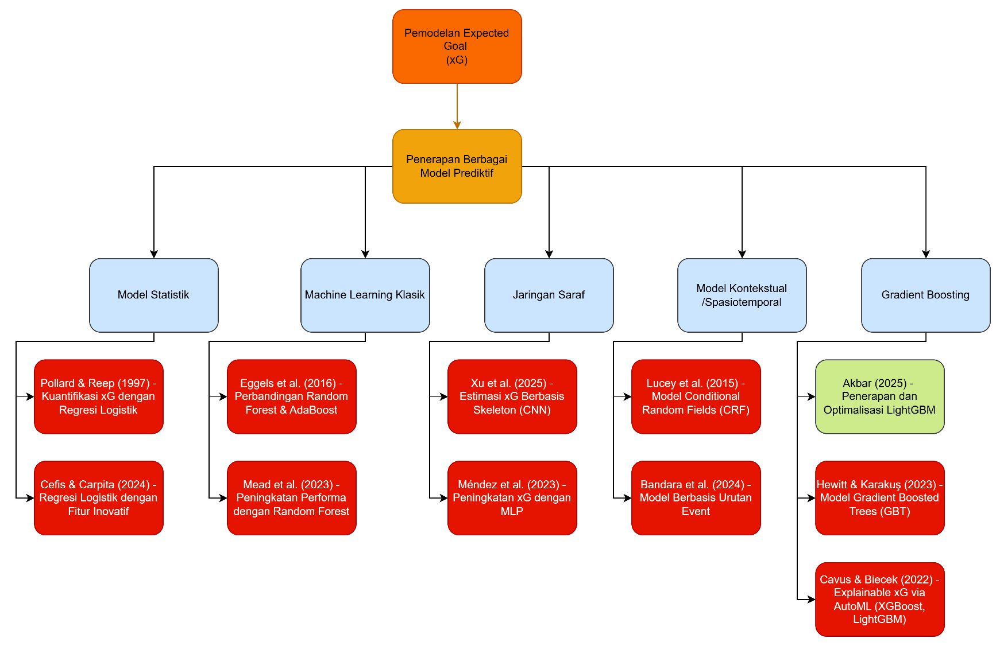 Pemodelan Expected
Goal
(xG)
Penerapan Berbagai
Model Prediktif
Model Statistik
Machine Learning Klasik
Jaringan Saraf
Model Kontekstual
/Spasiotemporal
Gradient Boosting
Pollard & Reep (1997) -
Kuantifikasi xG dengan
Regresi Logistik
Eggels et al. (2016) -
Perbandingan Random
Forest & AdaBoost
Xu et al. (2025) -
Estimasi xG Berbasis
Skeleton (CNN)
Lucey et al. (2015) -
Model Conditional
Random Fields (CRF)
Akbar (2025) -
Penerapan dan
Optimalisasi LightGBM
Cefis & Carpita (2024) -
Regresi Logistik dengan
Fitur Inovatif
Mead et al. (2023) -
Peningkatan Performa
dengan Random Forest
Méndez et al. (2023) -
Peningkatan xG dengan
MLP
Bandara et al. (2024) -
Model Berbasis Urutan
Event
Hewitt & Karakuş (2023) -
Model Gradient Boosted
Trees (GBT)
Cavus & Biecek (2022) -
Explainable xG via
AutoML (XGBoost,
LightGBM)